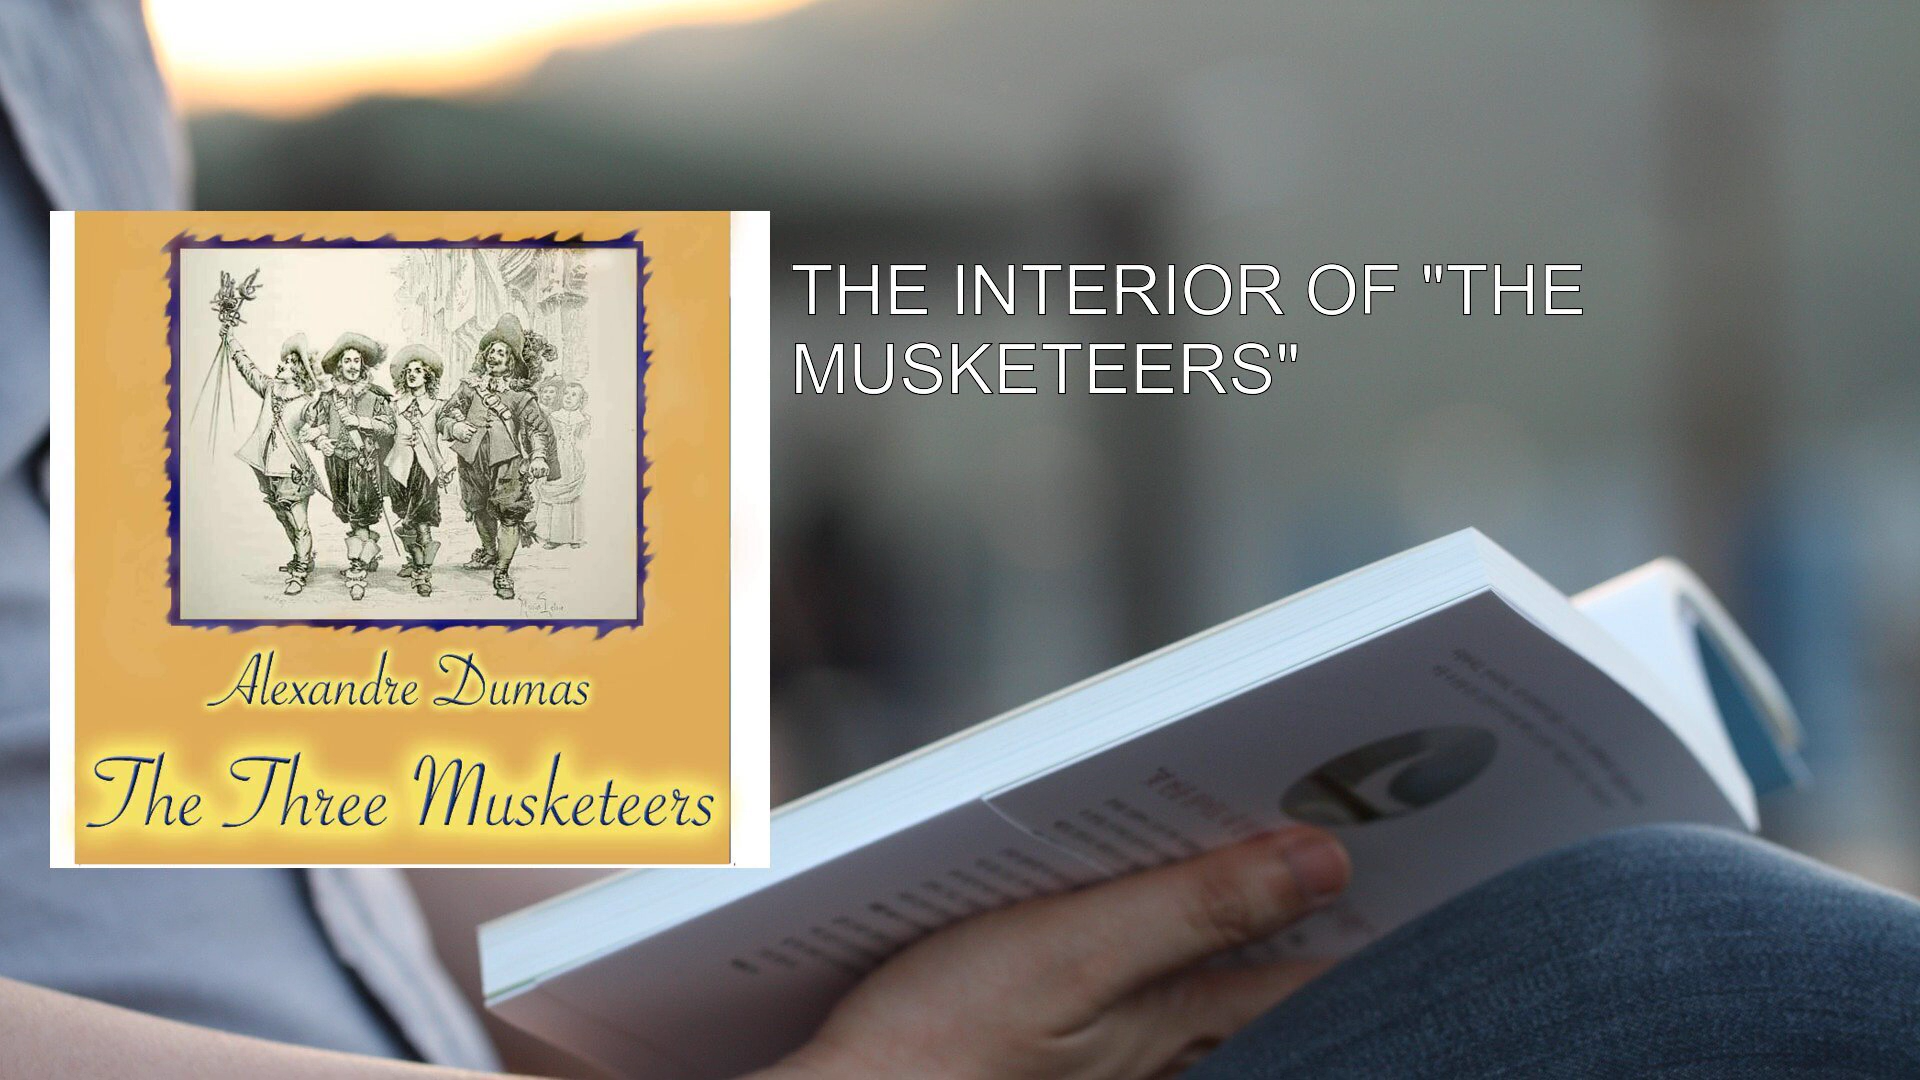 THE INTERIOR OF "THE
MUSKETEERS"
Alexandre Dumas
The Three Musketeers